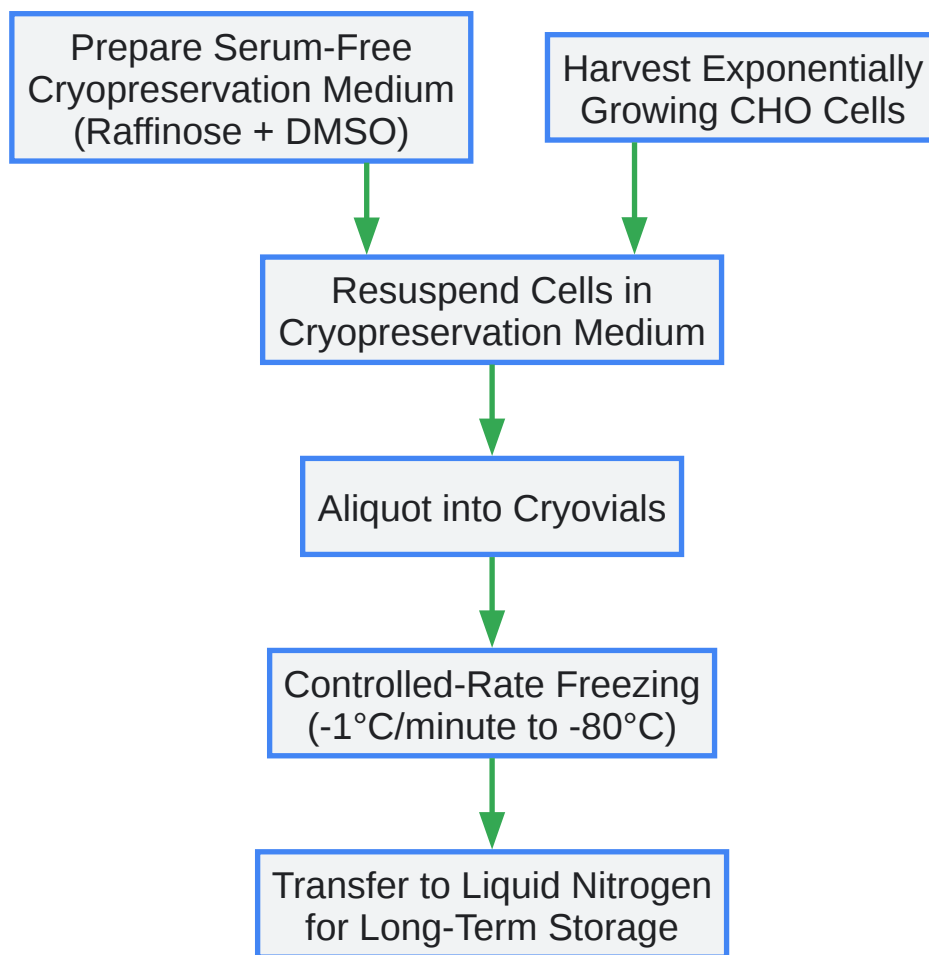 Prepare Serum-Free
Cryopreservation Medium
(Raffinose + DMSO)
Harvest Exponentially
Growing CHO Cells
Resuspend Cells in
Cryopreservation Medium
Aliquot into Cryovials
Controlled-Rate Freezing
(-1°C/minute to -80°C)
Transfer to Liquid Nitrogen
for Long-Term Storage